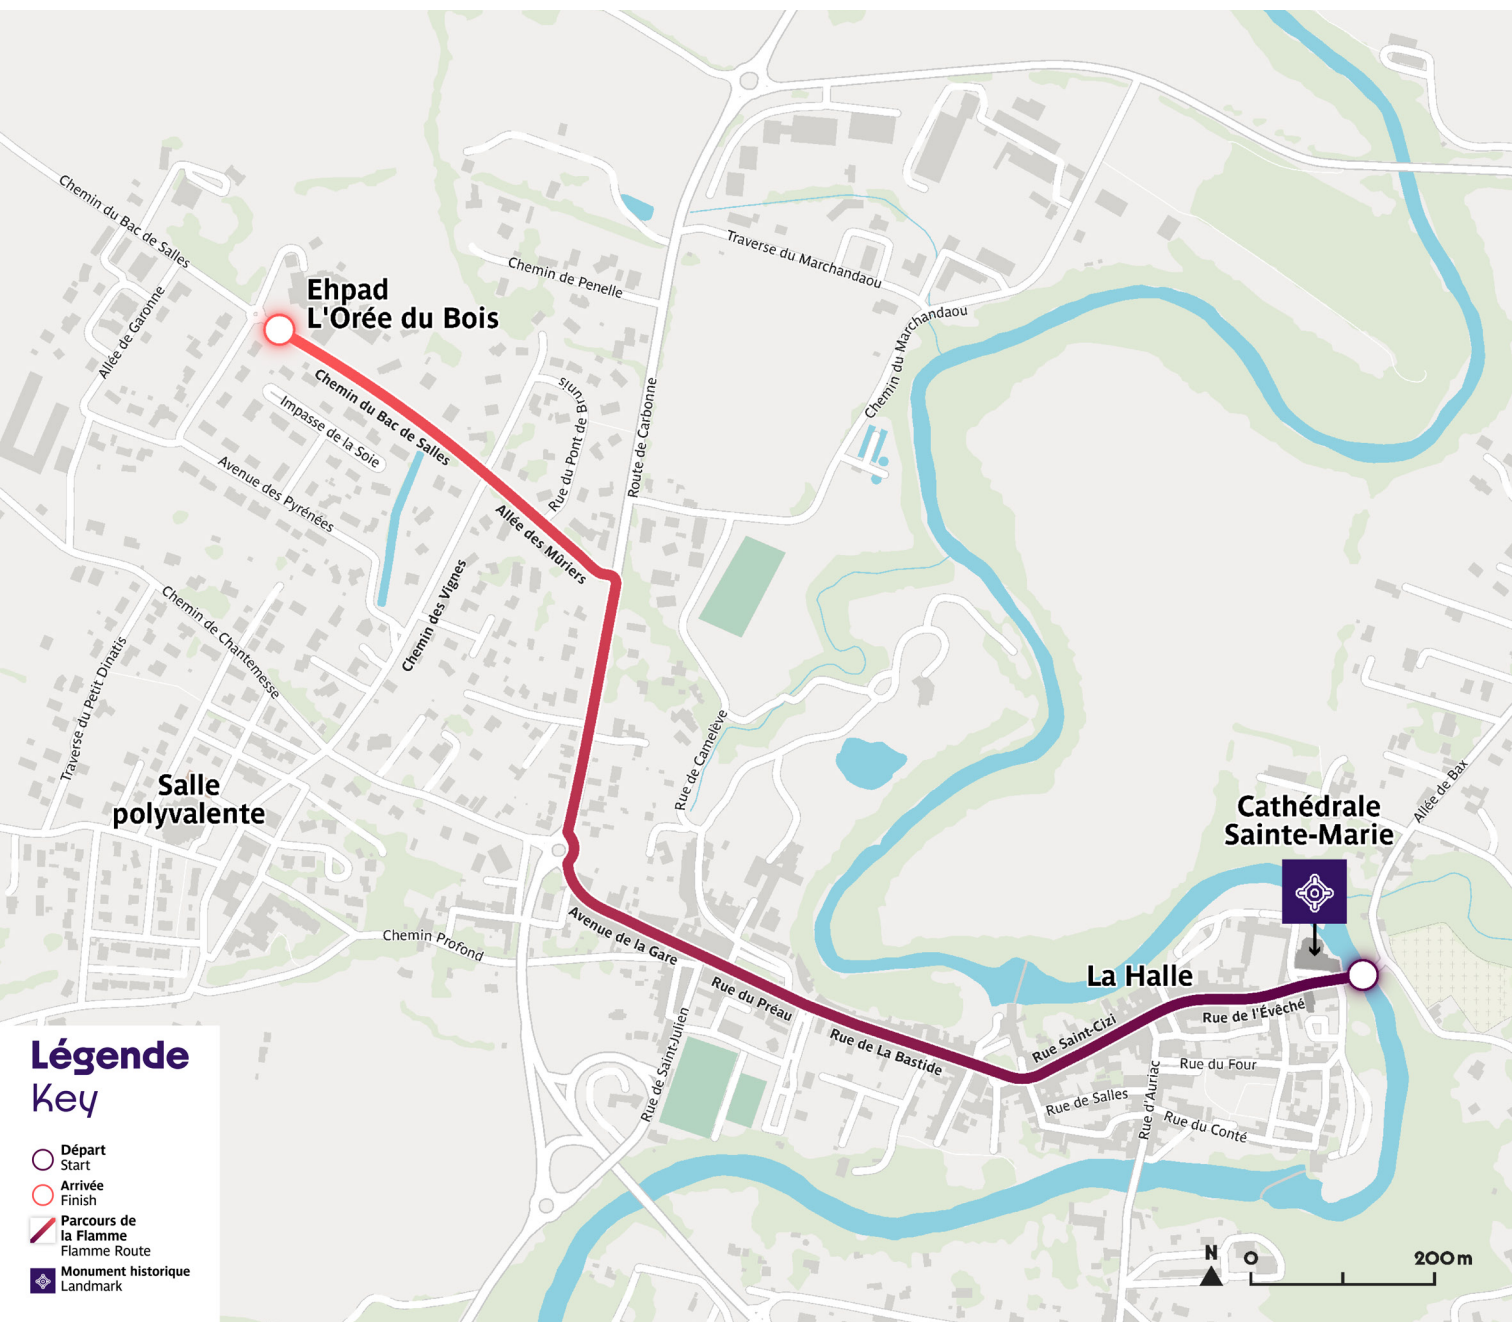 Chemin du Bac de Salles
Allée de Garonne
Ehpad
L'Orée du Bois
Chemin de Penelle
Traverse du Marchandaou
Chemin du Marchandaou
Chemin du Bac de Salles
Impasse de la Soie
Avenue des Pyrénées
Rue du Pont de Brunis
Route de Carbonne
Allée des Mûriers
Chemin des Vignes
Chemin de Chantemesse
Traverse du Petit Dinatis
Salle
polyvalente
Rue de Camelève
Allée de Bax
Cathédrale
Sainte-Marie
Chemin Profond
Avenue de la Gare
Rue du Préau
Rue de La Bastide
La Halle
Rue Saint-Cizi
Rue de l'Évêché
Rue de Saint-Julien
Rue du Four
Rue de Salles
Rue d'Auriac
Rue du Conté
Légende
Key
Départ
Start
Arrivée
Finish
Parcours de
la Flamme
Flamme Route
Monument historique
Landmark
N 0 200 m